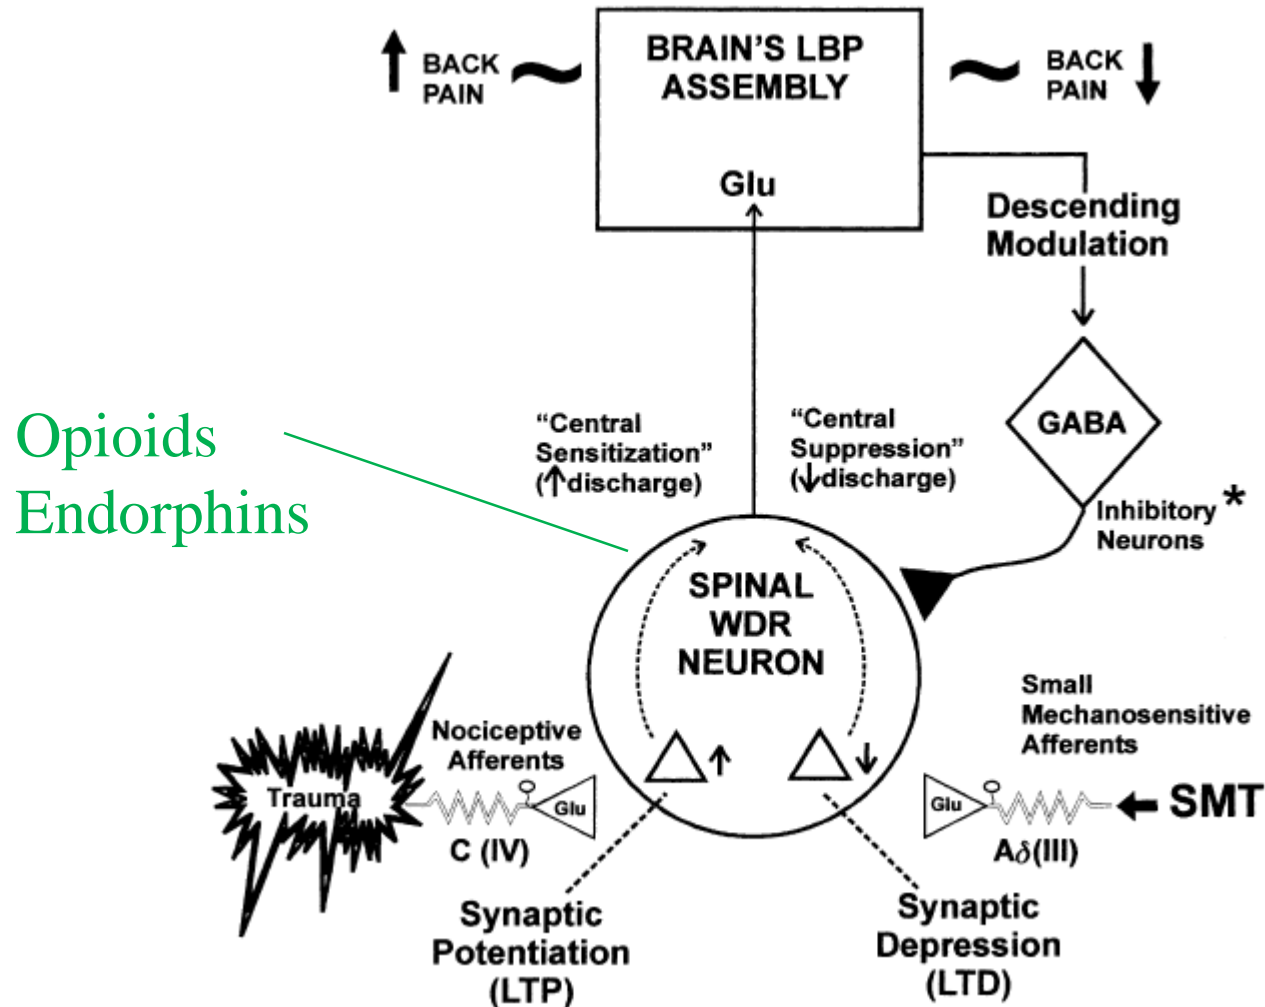 BRAIN'S LBP
ASSEMBLY
Glu
↑ BACK
PAIN
BACK ↓
PAIN
Descending
Modulation
GABA
Inhibitory *
Neurons
Opioids
Endorphins
“Central
Sensitization”
(↑discharge)
“Central
Suppression”
(↓discharge)
SPINAL
WDR
NEURON
↑
↓
Nociceptive
Afferents
Trauma
Glu
C (IV)
Small
Mechanosensitive
Afferents
Glu
SMT
Aδ(III)
Synaptic
Potentiation
(LTP)
Synaptic
Depression
(LTD)